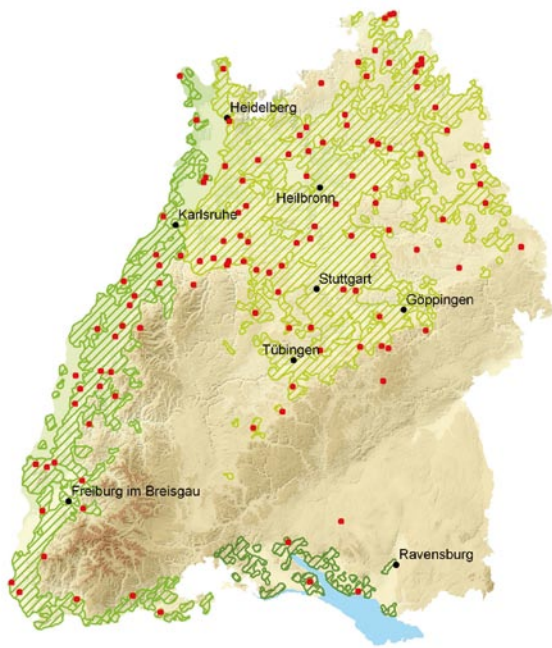 Heidelberg
Heilbronn
Karlsruhe
Stuttgart
Göppingen
Tübingen
Freiburg im Breisgau
Ravensburg